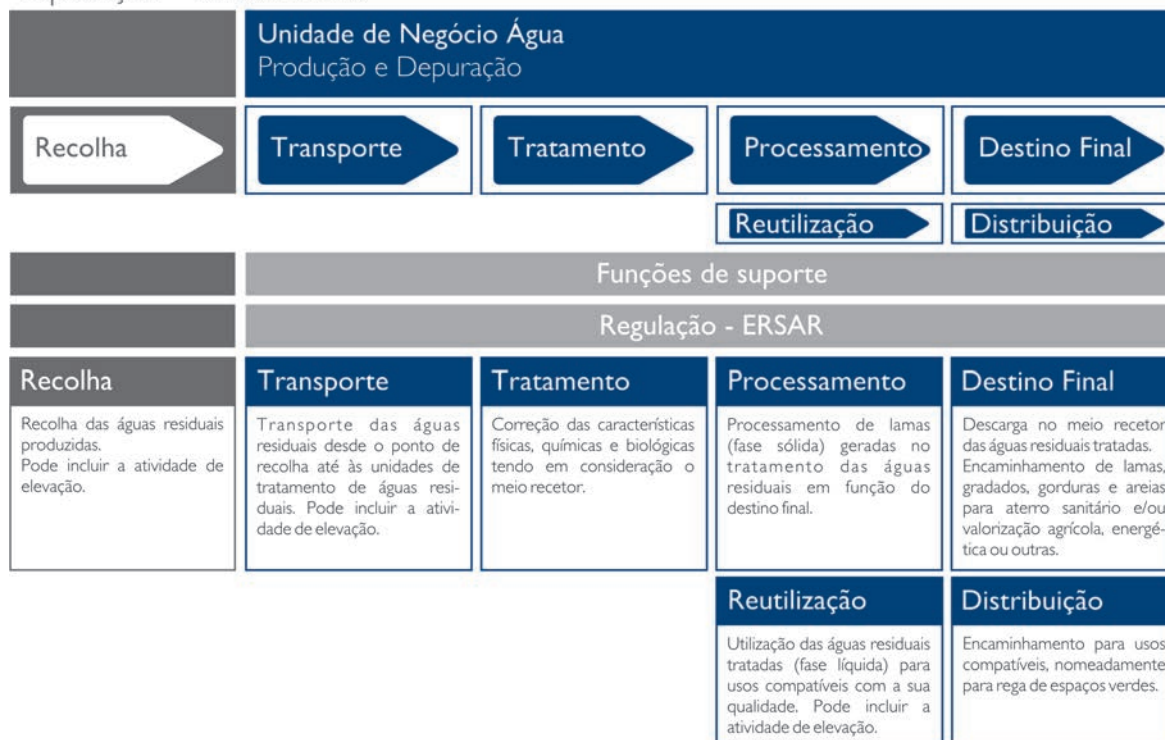 Unidade de Negócio Água
Produção e Depuração
Recolha
Transporte
Tratamento
Processamento
Destino Final
Reutilização
Distribuição
Funções de suporte
Regulação - ERSAR
Recolha
Recolha das águas residuais
produzidas.
Pode incluir a atividade de
elevação.
Transporte
Transporte das águas
residuais desde o ponto de
recolha até às unidades de
tratamento de águas resi-
duais. Pode incluir a ativi-
dade de elevação.
Tratamento
Correção das características
físicas, químicas e biológicas
tendo em consideração o
meio recetor.
Processamento
Processamento de lamas
(fase sólida) geradas no
tratamento das águas
residuais em função do
destino final.
Destino Final
Descarga no meio recetor
das águas residuais tratadas.
Encaminhamento de lamas,
gradados, gorduras e areias
para aterro sanitário e/ou
valorização agrícola, energé-
tica ou outras.
Reutilização
Utilização das águas residuais
tratadas (fase líquida) para
usos compatíveis com a sua
qualidade. Pode incluir a
atividade de elevação.
Distribuição
Encaminhamento para usos
compatíveis, nomeadamente
para rega de espaços verdes.